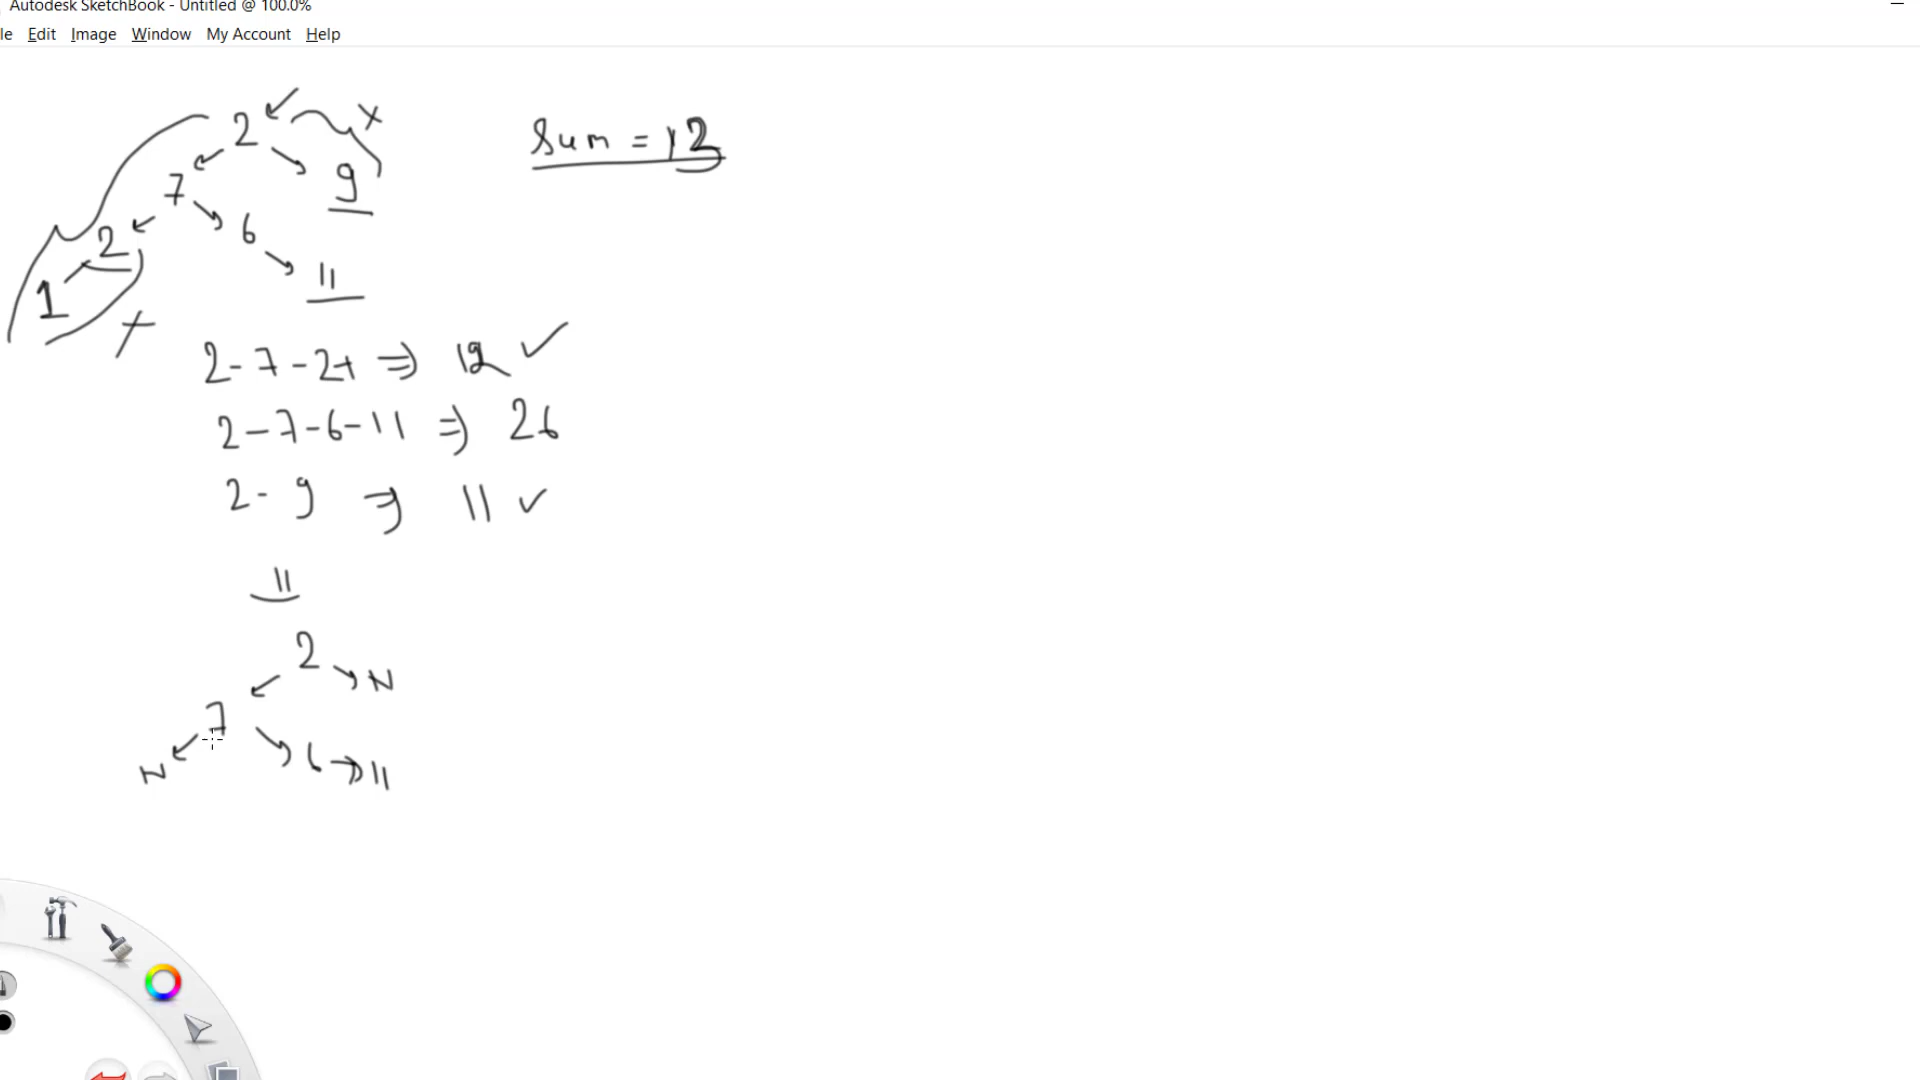 Autodesk SketchBook - Untitled @ 100.0%
le Edit Image Window My Account Help
2 x
Sum = 12
7 9
2 6
1 11
2-7-2+ => 12 ✓
2-7-6-11 => 26
2-9 => 11 ✓
11
2
N
7
N 6 → 11